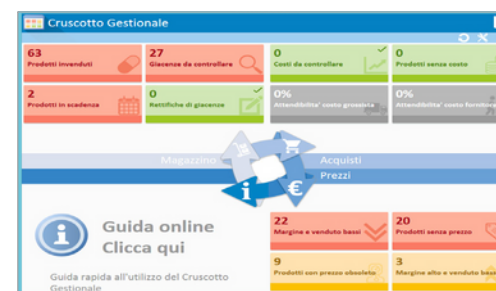 Cruscotto Gestionale
63
Prodotti invenduti
27
Giacenze da controllare
0
Costi da controllare
0
Prodotti senza costo
2
Prodotti in scadenza
0
Rettifiche di giacenze
0%
Attendibilita' costo grossista
0%
Attendibilita' costo
Magazzino
Acquisti
Prezzi
Guida online
Clicca qui
Guida rapida all'utilizzo del Cruscotto
Gestionale
22
Margine e venduto bassi
20
Prodotti senza prezzo
9
Prodotti con prezzo obsoleto
3
Margine alto e venduto